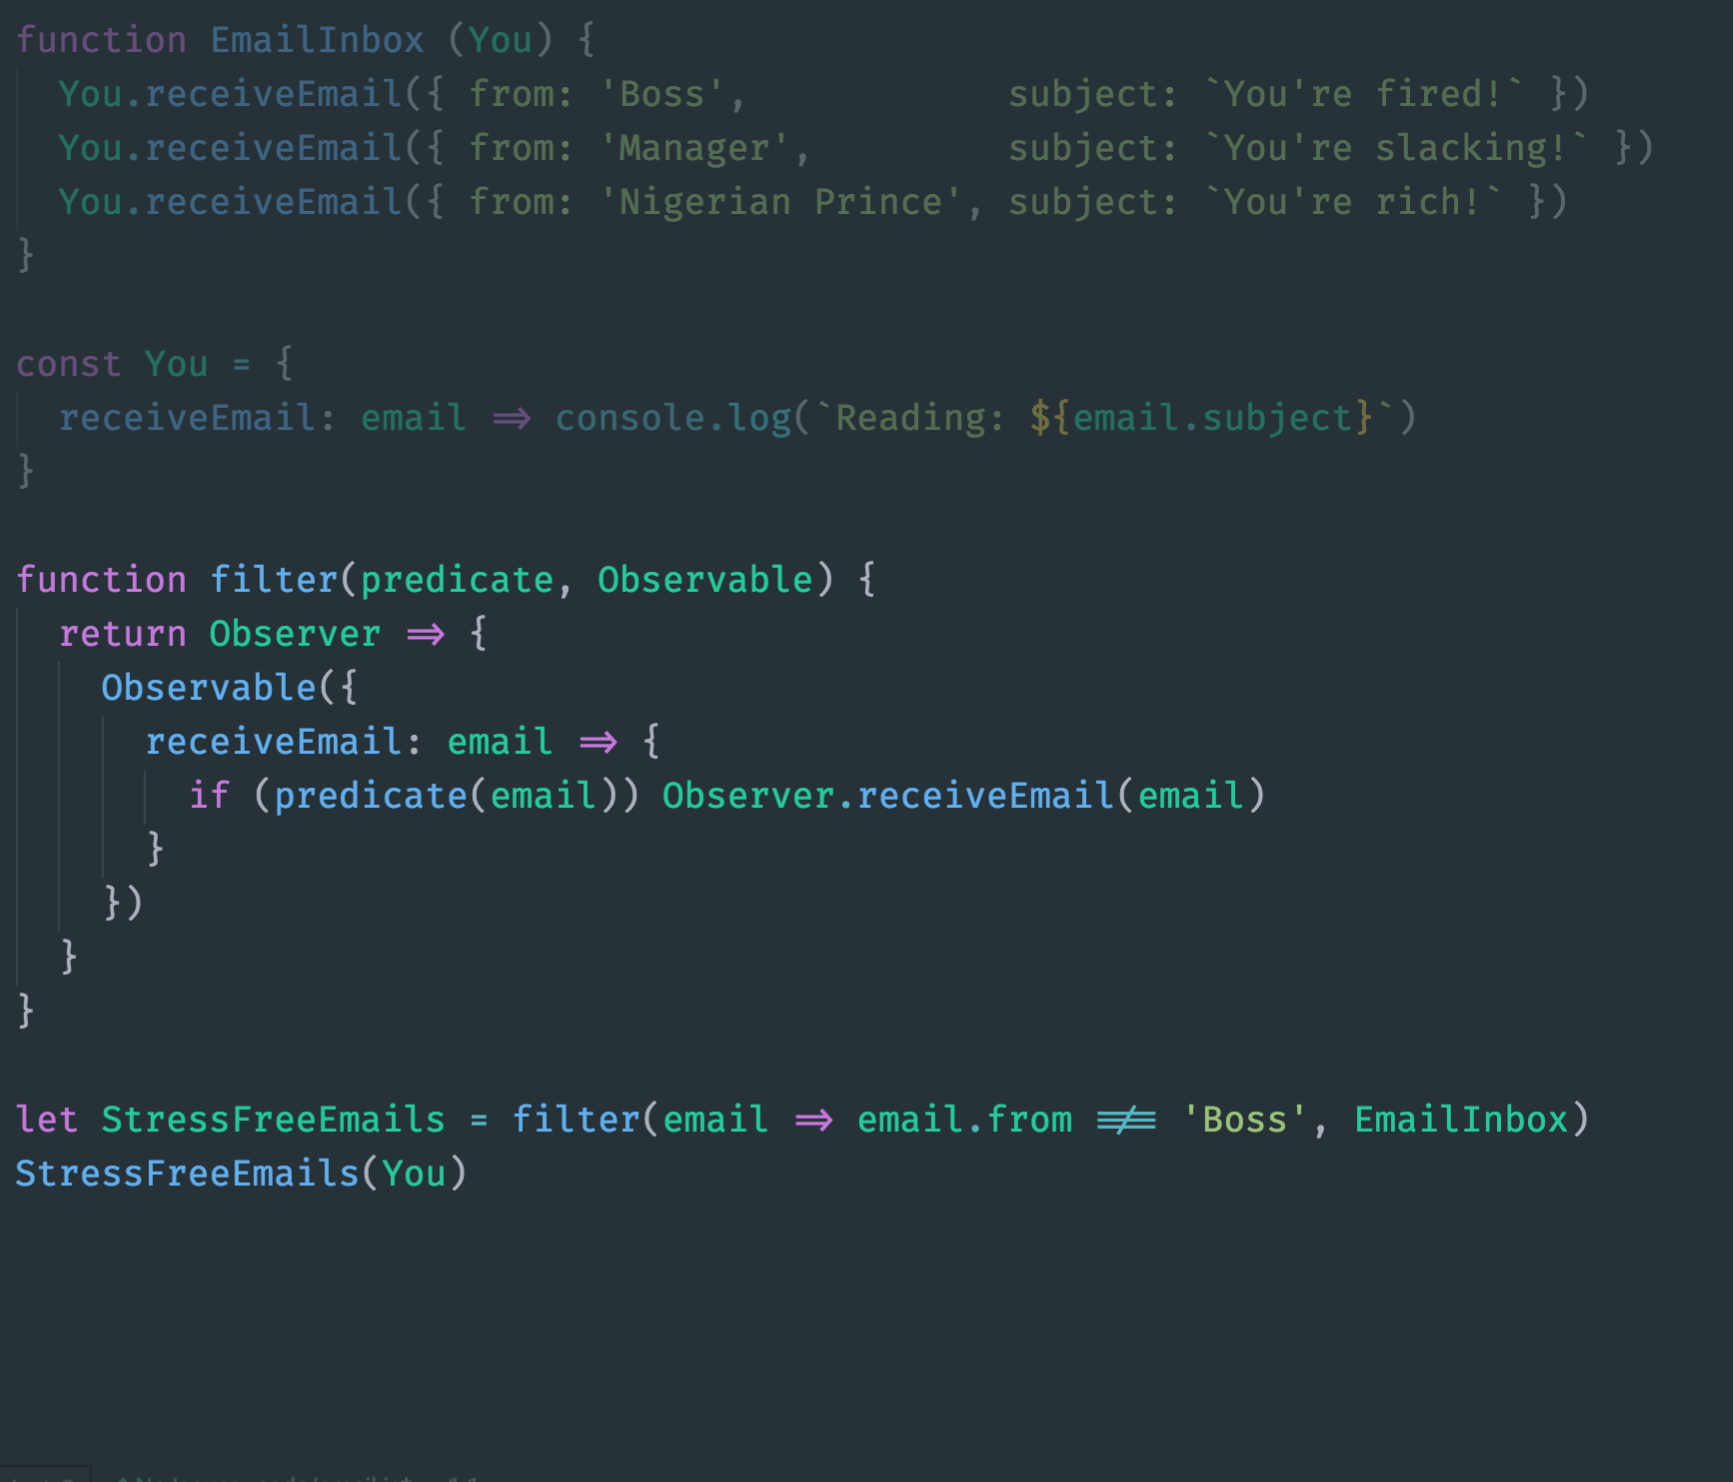 function EmailInbox (You) {
  You.receiveEmail({ from: 'Boss',            subject: `You're fired!` })
  You.receiveEmail({ from: 'Manager',         subject: `You're slacking!` })
  You.receiveEmail({ from: 'Nigerian Prince', subject: `You're rich!` })
}
const You = {
  receiveEmail: email => console.log(`Reading: ${email.subject}`)
}
function filter(predicate, Observable) {
  return Observer => {
    Observable({
      receiveEmail: email => {
        if (predicate(email)) Observer.receiveEmail(email)
      }
    })
  }
}
let StressFreeEmails = filter(email => email.from !== 'Boss', EmailInbox)
StressFreeEmails(You)